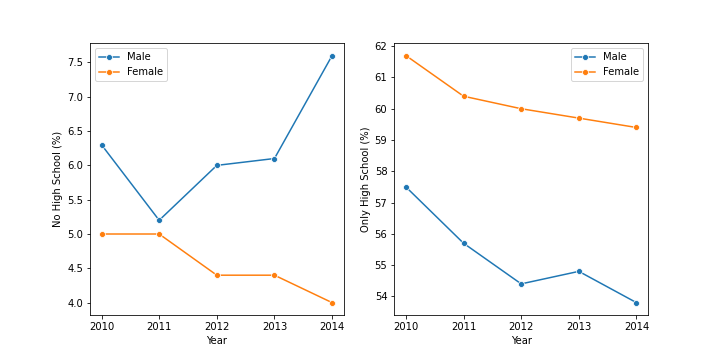 Male
Female
7.5
7.0
6.5
6.0
5.5
5.0
4.5
4.0
No High School (%)
2010 2011 2012 2013 2014
Year
Male
Female
62
61
60
59
58
57
56
55
54
Only High School (%)
2010 2011 2012 2013 2014
Year